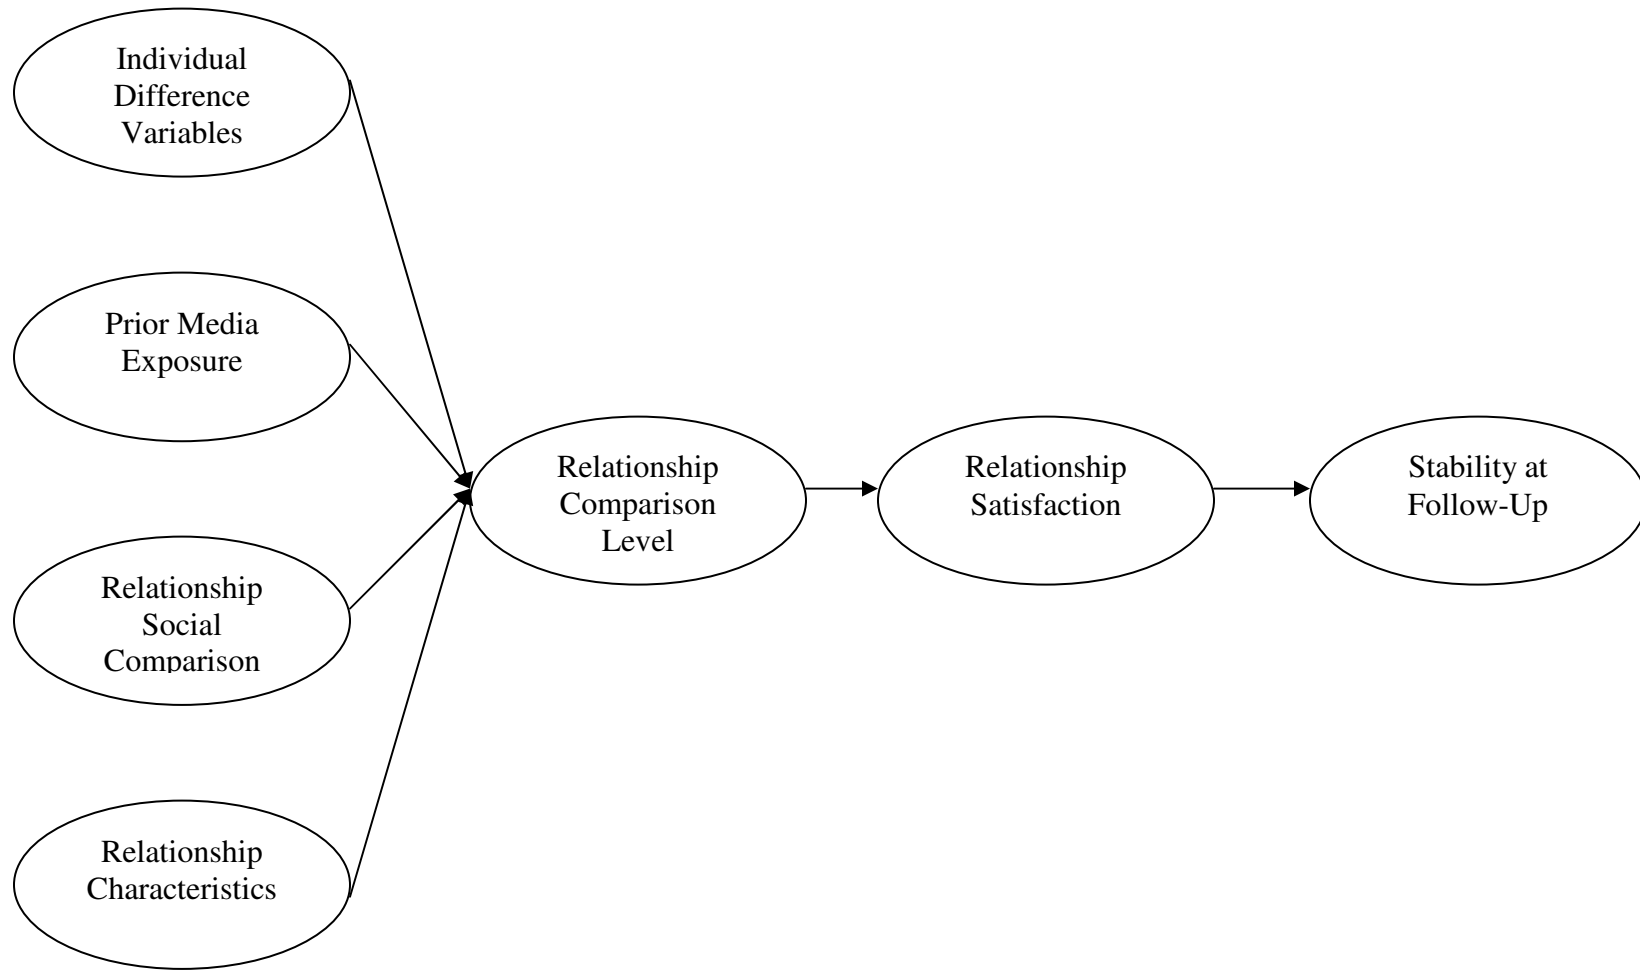 Individual
Difference
Variables
Prior Media
Exposure
Relationship
Social
Comparison
Relationship
Characteristics
Relationship
Comparison
Level
Relationship
Satisfaction
Stability at
Follow-Up